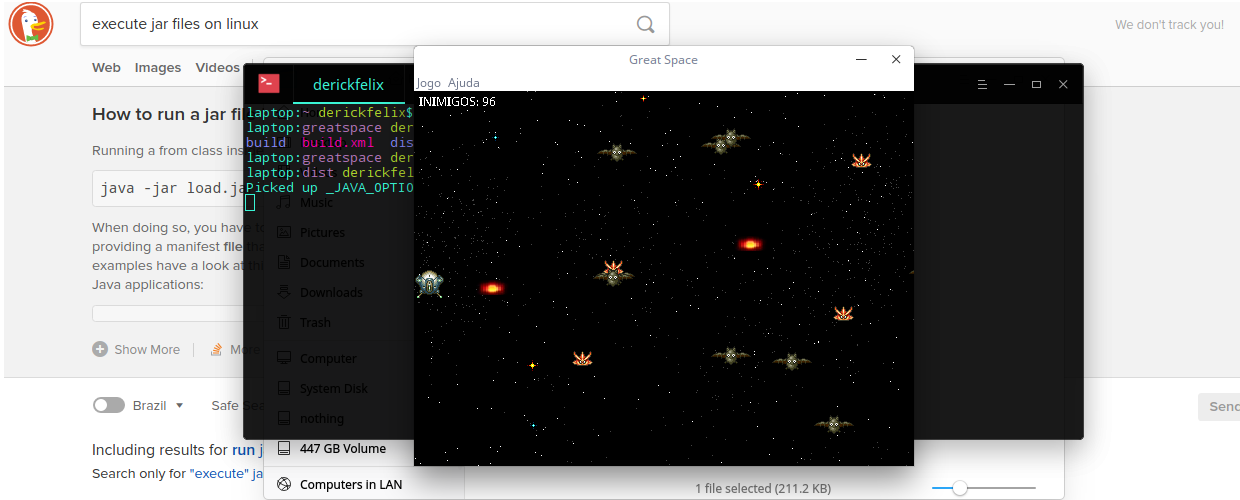 execute jar files on linux
We don't track you!
Web Images Videos
How to run a jar fi
Running a from class ins
java -jar load.ja
When doing so, you have to
providing a manifest file
examples have a look at
Java applications:
Show More
Mor
Brazil
Safe Sea
Send
Including results for run j
Search only for "execute" ja
derickfelix
laptop:~ derickfelix$
laptop:greatspace der
build build.xml dis
laptop:greatspace der
laptop:dist derickfel
Picked up _JAVA_OPTIO
Music
Pictures
Documents
Downloads
Trash
Computer
System Disk
nothing
447 GB Volume
Computers in LAN
1 file selected (211.2 KB)
Great Space
Jogo Ajuda
INIMIGOS: 96